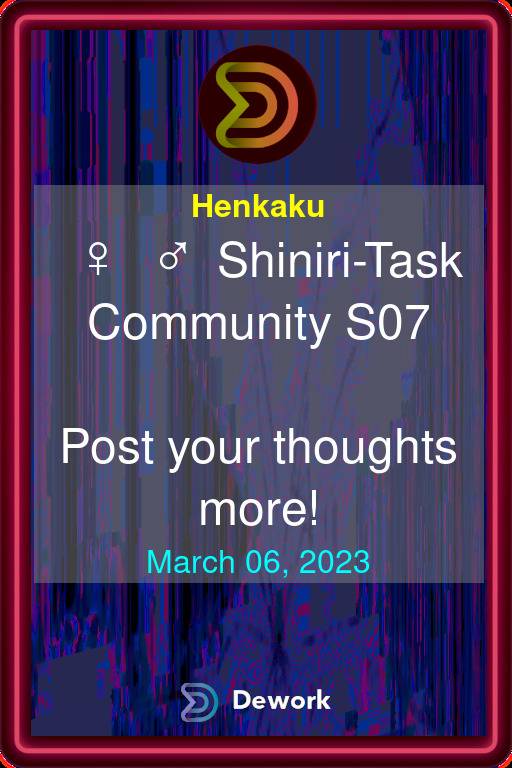 Henkaku
♀ ♂ Shiniri-Task
Community S07
Post your thoughts
more!
March 06, 2023
Dework